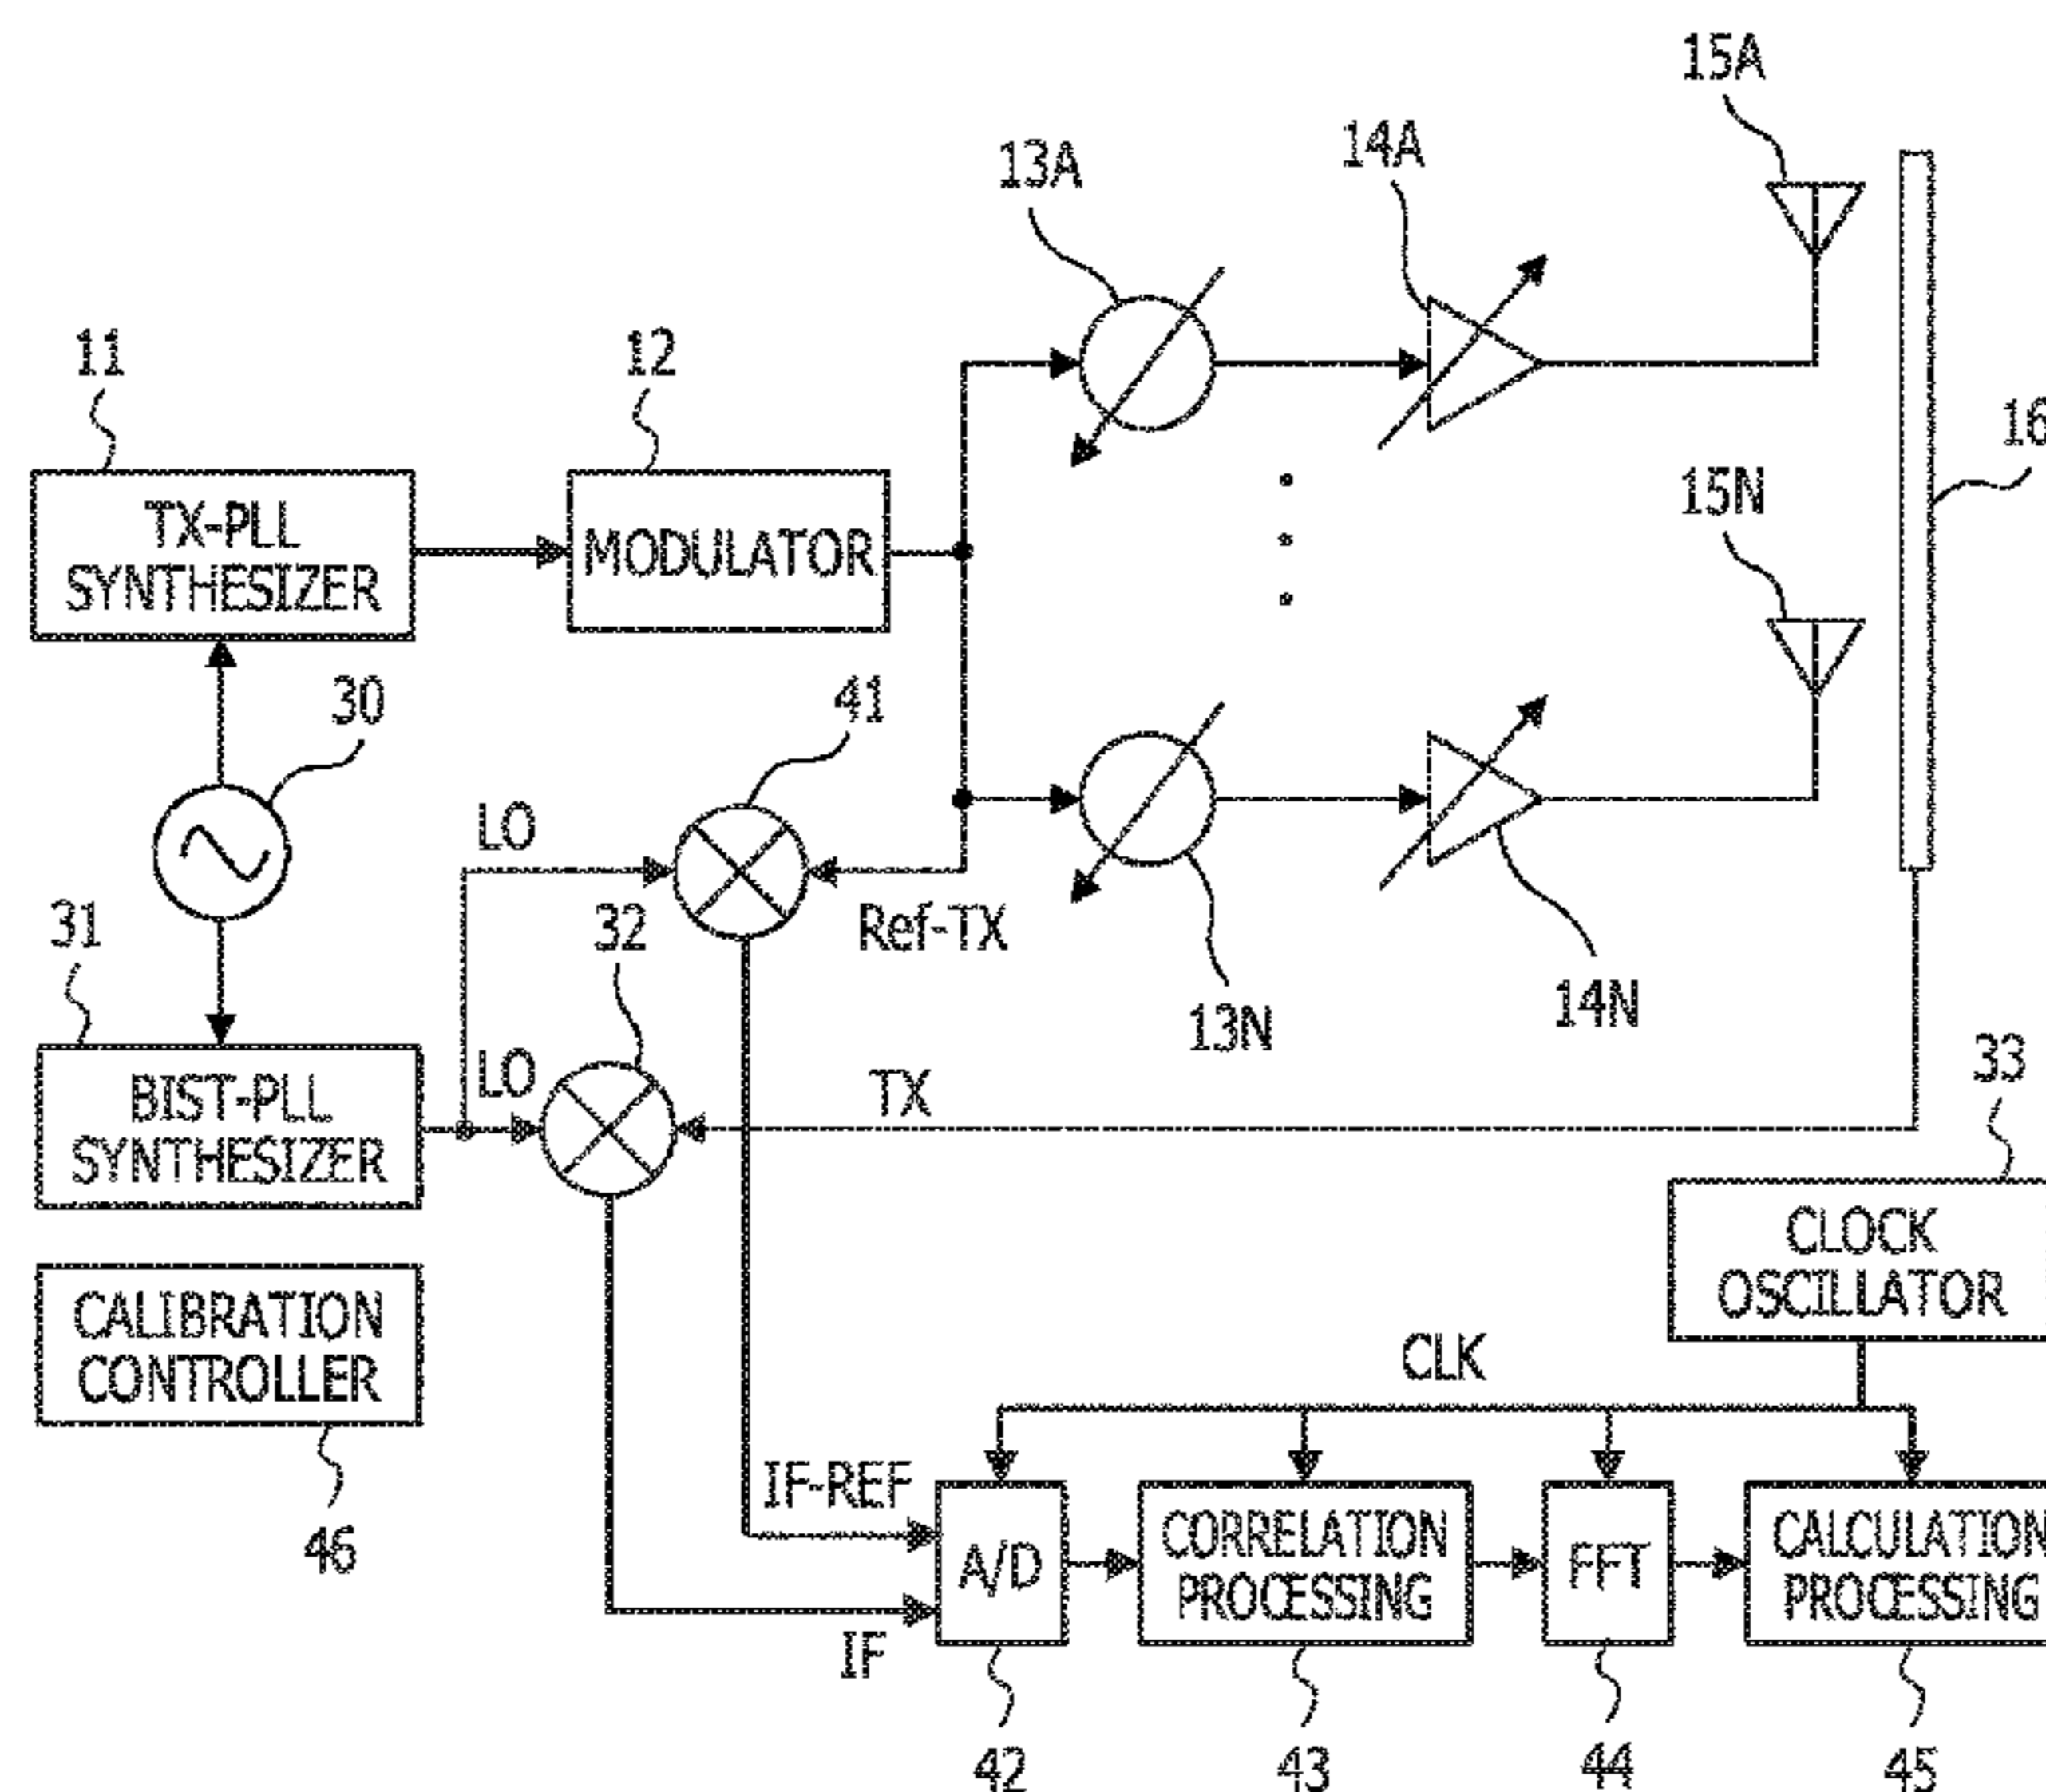 15A
14A
13A
11
12
16
TX-PLL
SYNTHESIZER
MODULATOR
15N
30
41
LO
Ref-TX
31
32
13N
14N
33
BIST-PLL
SYNTHESIZER
LO
TX
CLOCK
OSCILLATOR
CALIBRATION
CONTROLLER
CLK
46
IF-REF
IF
A/D
CORRELATION
PROCESSING
FFT
CALCULATION
PROCESSING
42
43
44
45